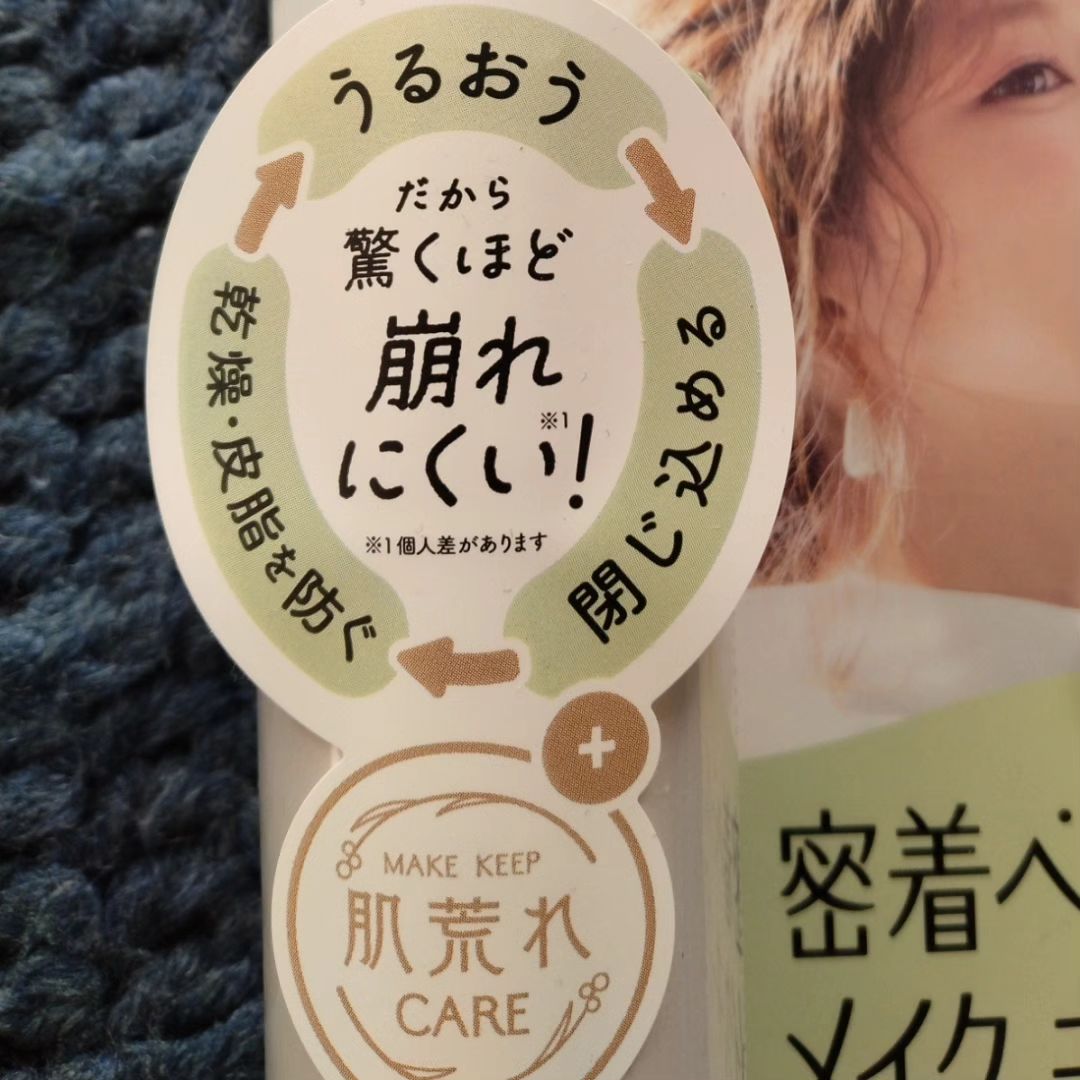 うるおう
だから
驚くほど
崩れ
にくい!※1
※1個人差があります
閉じ込める
乾燥・皮脂を防ぐ
+
MAKE KEEP
肌荒れ
CARE
密着ベ
メイクキ